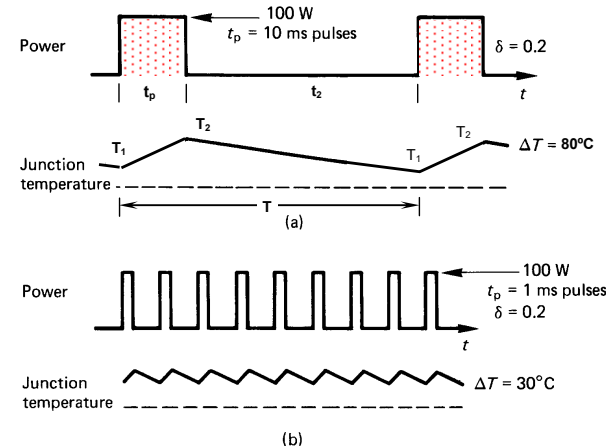 100 W
Power
tp = 10 ms pulses
δ = 0.2
tp
t2
t
T1
T2
T1
T2
ΔT = 80ºC
Junction
temperature
T
(a)
100 W
Power
tp = 1 ms pulses
δ = 0.2
t
Junction
temperature
ΔT = 30°C
(b)